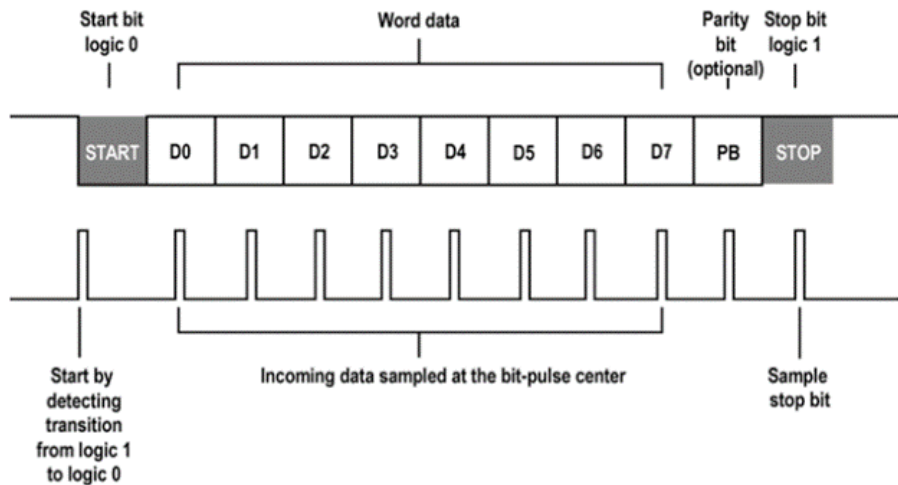 Start bit
logic 0
Word data
Parity
bit
(optional)
Stop bit
logic 1
START D0 D1 D2 D3 D4 D5 D6 D7 PB STOP
Start by
detecting
transition
from logic 1
to logic 0
Incoming data sampled at the bit-pulse center
Sample
stop bit